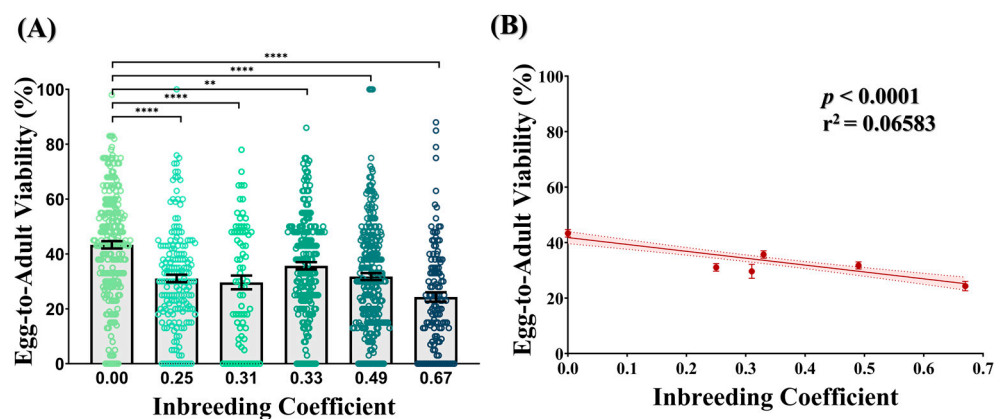 (A)
Egg-to-Adult Viability (%)
100
80
60
40
20
0
****
****
**
****
****
0.00 0.25 0.31 0.33 0.49 0.67
Inbreeding Coefficient
(B)
Egg-to-Adult Viability (%)
100
80
60
40
20
0
p < 0.0001
r² = 0.06583
0.0 0.1 0.2 0.3 0.4 0.5 0.6 0.7
Inbreeding Coefficient